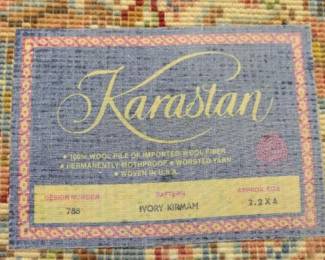 Karastan
• 100% WOOL PILE OF IMPORTED WOOL FIBER
• PERMANENTLY MOTHPROOF • WORSTED YARN
• WOVEN IN U.S.A.
DESIGN NUMBER PATTERN APPROX. SIZE
788 IVORY KIRMAN 2.2 X 4